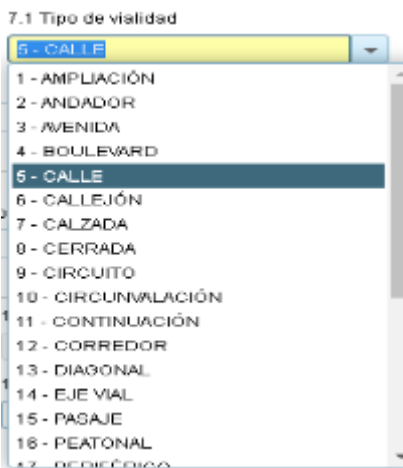 7.1 Tipo de vialidad
5 - CALLE
1 - AMPLIACIÓN
2 - ANDADOR
3 - AVENIDA
4 - BOULEVARD
5 - CALLE
6 - CALLEJÓN
7 - CALZADA
8 - CERRADA
9 - CIRCUITO
10 - CIRCUNVALACIÓN
11 - CONTINUACIÓN
12 - CORREDOR
13 - DIAGONAL
14 - EJE VIAL
15 - PASAJE
16 - PEATONAL
17 - PERIFÉRICO